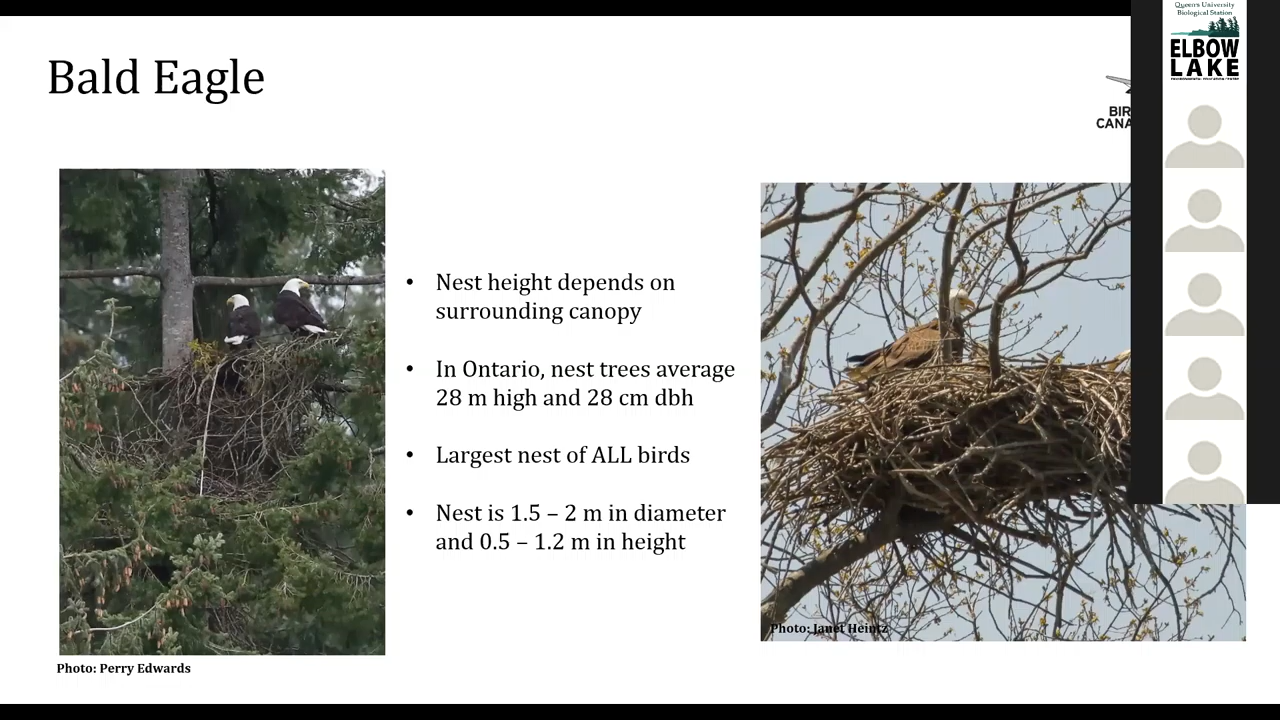 Queen's University
Biological Station
ELBOW
LAKE
Bald Eagle
BIR
CANA
• Nest height depends on
surrounding canopy
• In Ontario, nest trees average
28 m high and 28 cm dbh
• Largest nest of ALL birds
• Nest is 1.5 – 2 m in diameter
and 0.5 – 1.2 m in height
Photo: Janet Heintz
Photo: Perry Edwards